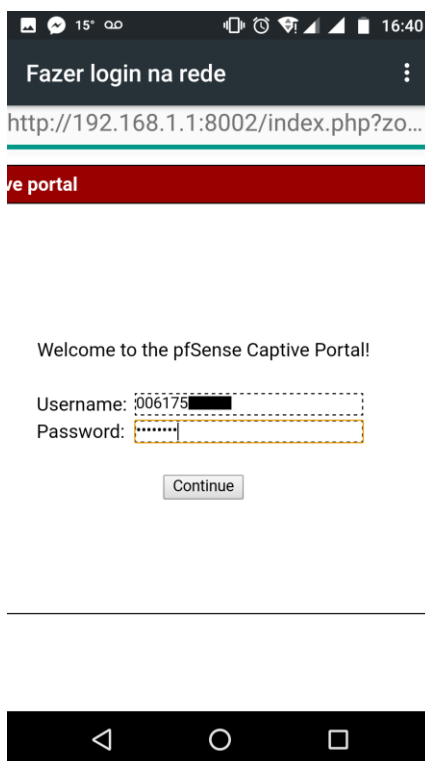 15° 16:40
Fazer login na rede
http://192.168.1.1:8002/index.php?zo...
ve portal
Welcome to the pfSense Captive Portal!
Username: 006175
Password: ••••••••
Continue